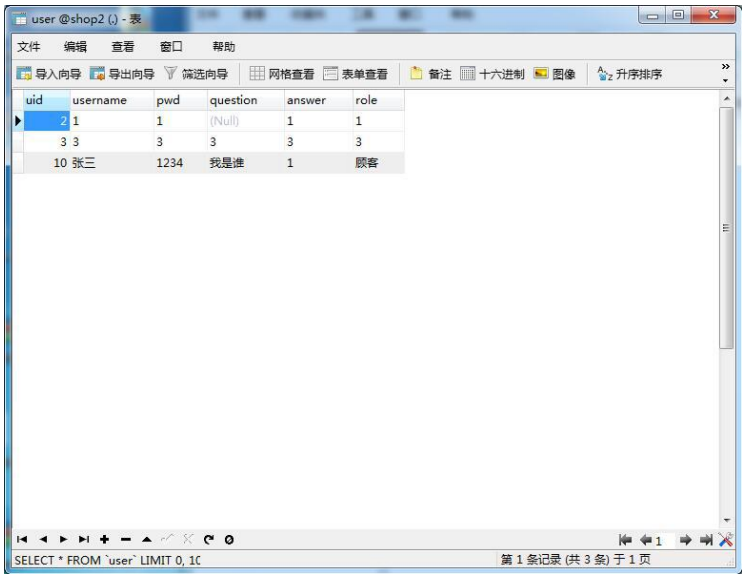 user @shop2 (.) - 表
文件 编辑 查看 窗口 帮助
导入向导 导出向导 筛选向导 网格查看 表单查看 备注 十六进制 图像 升序排序
uid username pwd question answer role
2 1 1 (Null) 1 1
3 3 3 3 3 3
10 张三 1234 我是谁 1 顾客
1
SELECT * FROM `user` LIMIT 0, 10 第 1 条记录 (共 3 条) 于 1 页